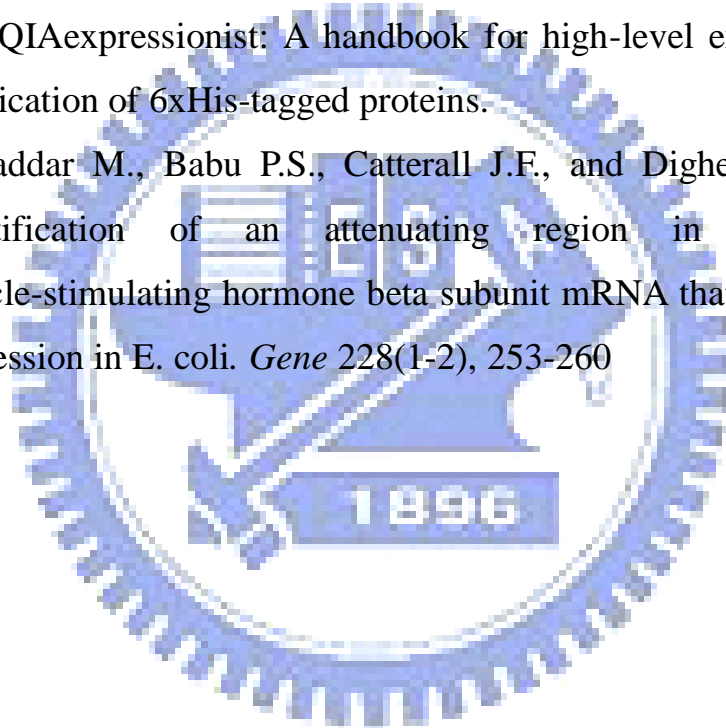 QIAexpressionist: A handbook for high-level e
ication of 6xHis-tagged proteins.
addar M., Babu P.S., Catterall J.F., and Dighe
tification of an attenuating region in
cle-stimulating hormone beta subunit mRNA tha
ession in E. coli. Gene 228(1-2), 253-260
E S
1896